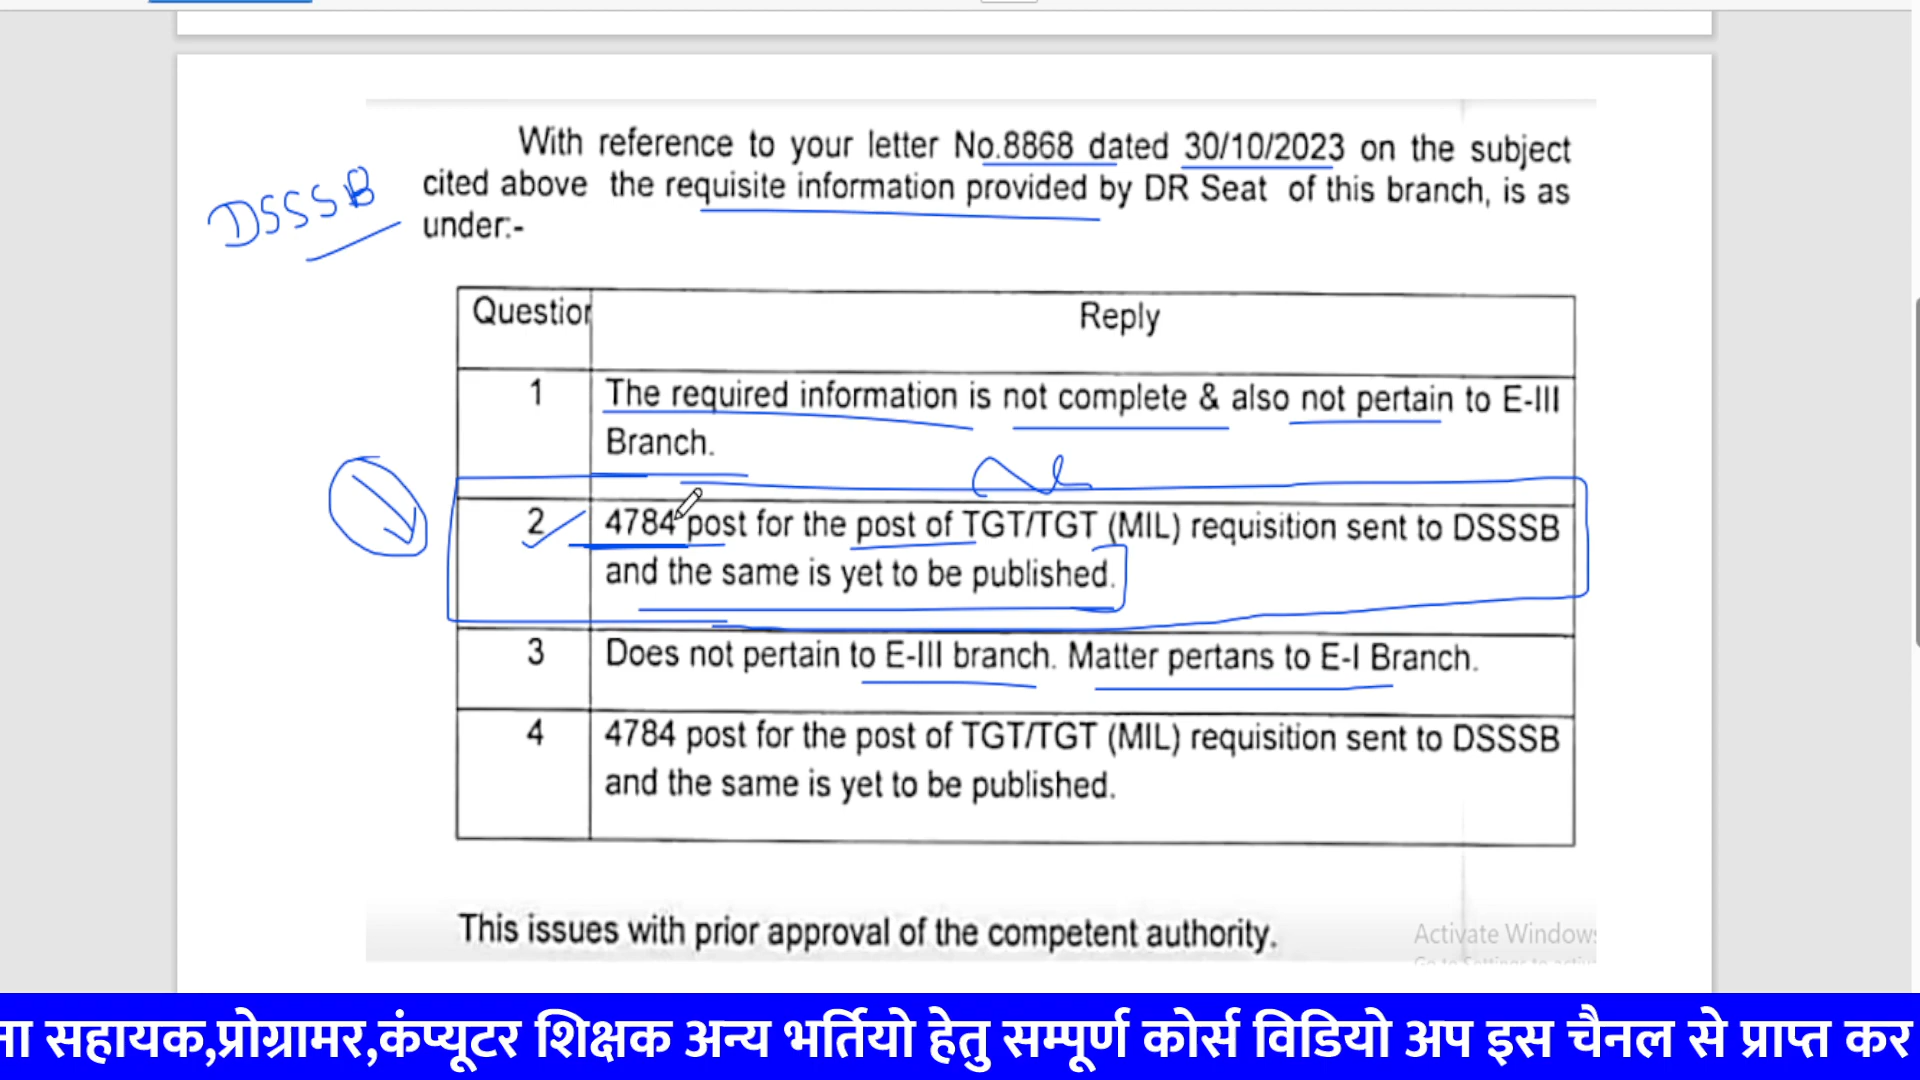 With reference to your letter No.8868 dated 30/10/2023 on the subject
cited above the requisite information provided by DR Seat of this branch, is as
under:-
DSSSB
Question Reply
1 The required information is not complete & also not pertain to E-III
Branch.
2 4784 post for the post of TGT/TGT (MIL) requisition sent to DSSSB
and the same is yet to be published.
3 Does not pertain to E-III branch. Matter pertans to E-I Branch.
4 4784 post for the post of TGT/TGT (MIL) requisition sent to DSSSB
and the same is yet to be published.
This issues with prior approval of the competent authority.
Activate Windows
सहायक,प्रोग्रामर,कंप्यूटर शिक्षक अन्य भर्तियो हेतु सम्पूर्ण कोर्स विडियो अप इस चैनल से प्राप्त कर